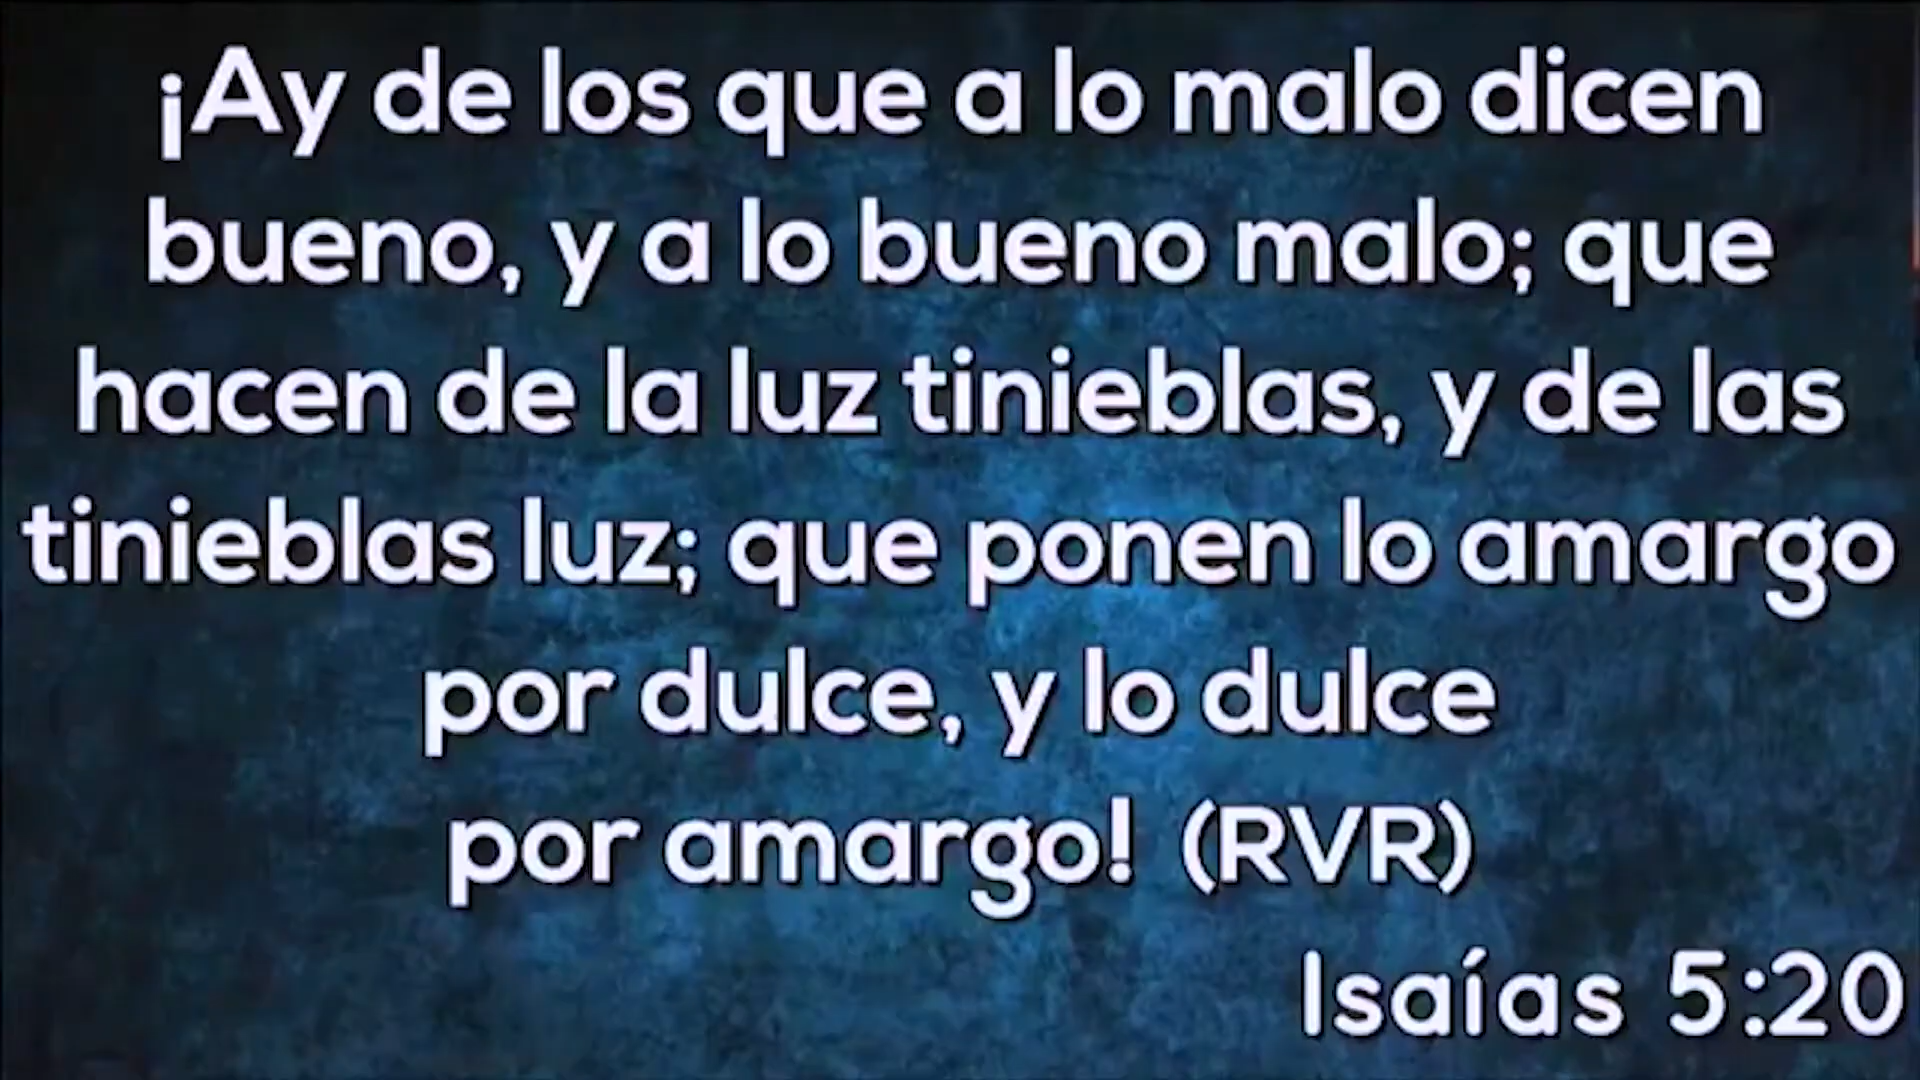 ¡Ay de los que a lo malo dicen
bueno, y a lo bueno malo; que
hacen de la luz tinieblas, y de las
tinieblas luz; que ponen lo amargo
por dulce, y lo dulce
por amargo! (RVR)
Isaías 5:20